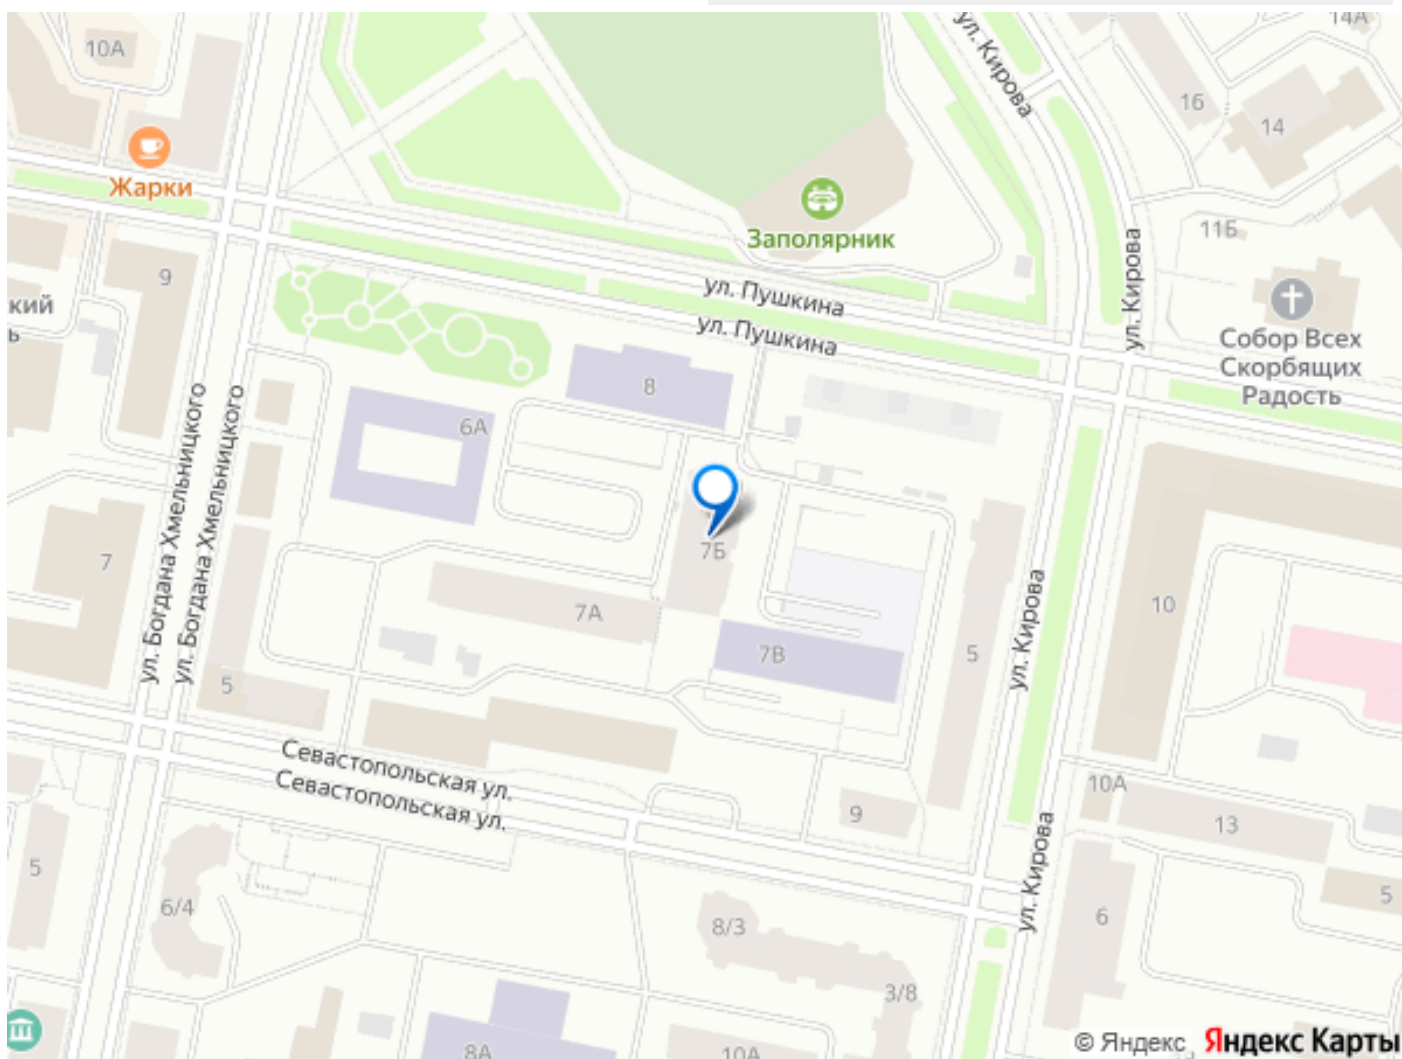 14А
10А
ул. Кирова
16
14
Жарки
11Б
Заполярник
ул. Кирова
9
ул. Пушкина
кий
ь
ул. Пушкина
Собор Всех
Скорбящих
Радость
8
6А
ул. Богдана Хмельницкого
ул. Богдана Хмельницкого
7Б
7
7А
10
ул. Кирова
7В
5
5
Севастопольская ул.
Севастопольская ул.
10А
9
13
ул. Кирова
5
5
6/4
6
8/3
3/8
8А
10А
© Яндекс Яндекс Карты